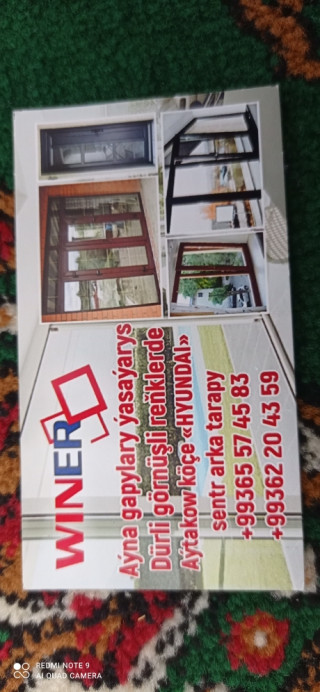 WINER
Aýna gapylary ýasaýarys
Dürli görnüşli reňklerde
Aýtakow köçe «HYUNDAI»
sentr arka tarapy
+99365 57 45 83
+99362 20 43 59
REDMI NOTE 9
AI QUAD CAMERA